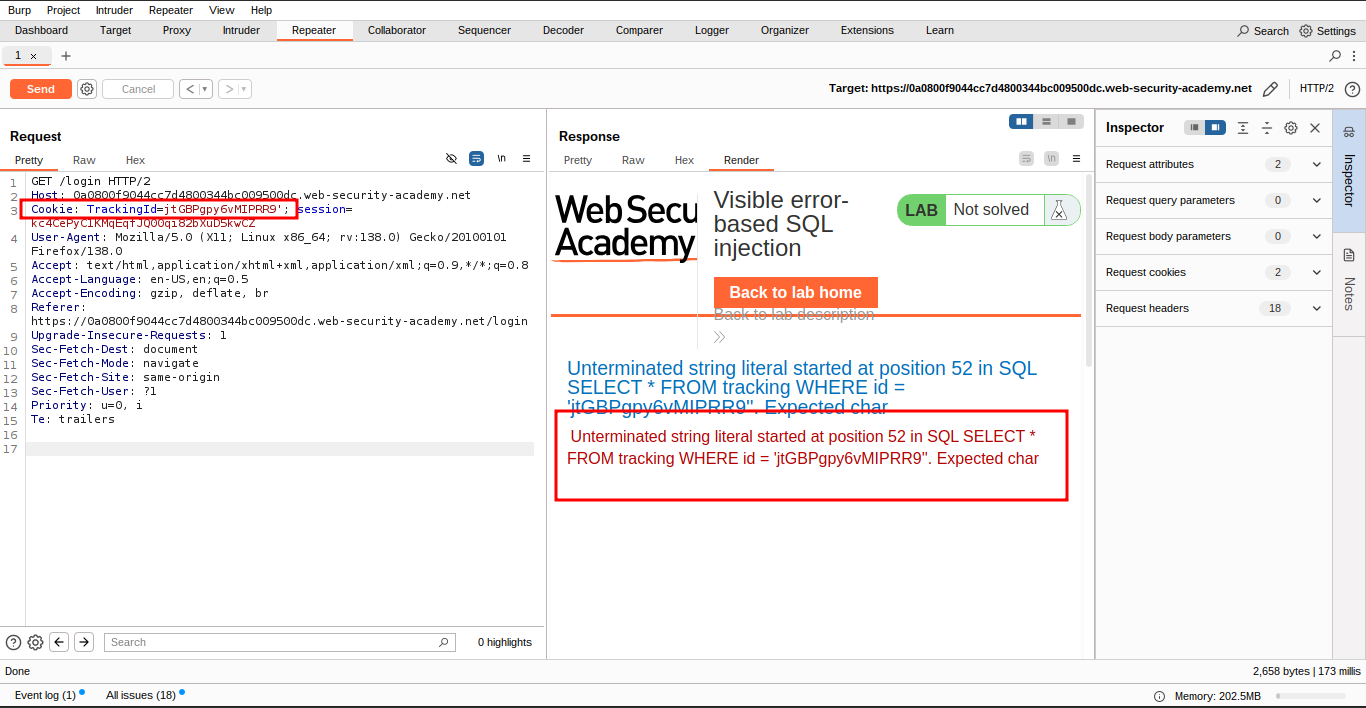 Burp Project Intruder Repeater View Help
Dashboard Target Proxy Intruder Repeater Collaborator Sequencer Decoder Comparer Logger Organizer Extensions Learn Search Settings
1 × +
Send Cancel < ▾ > ▾ Target: https://0a0800f9044cc7d4800344bc009500dc.web-security-academy.net HTTP/2
Request
Pretty Raw Hex \n
1 GET /login HTTP/2
2 Host: 0a0800f9044cc7d4800344bc009500dc.web-security-academy.net
3 Cookie: TrackingId=jtGBPgpy6vMIPRR9'; session=
4 User-Agent: Mozilla/5.0 (X11; Linux x86_64; rv:138.0) Gecko/20100101
Firefox/138.0
5 Accept: text/html,application/xhtml+xml,application/xml;q=0.9,*/*;q=0.8
6 Accept-Language: en-US,en;q=0.5
7 Accept-Encoding: gzip, deflate, br
8 Referer:
https://0a0800f9044cc7d4800344bc009500dc.web-security-academy.net/login
9 Upgrade-Insecure-Requests: 1
10 Sec-Fetch-Dest: document
11 Sec-Fetch-Mode: navigate
12 Sec-Fetch-Site: same-origin
13 Sec-Fetch-User: ?1
14 Priority: u=0, i
15 Te: trailers
16
17
Search 0 highlights
Response
Pretty Raw Hex Render \n
Web Secu
Academy
Visible error-
based SQL
injection
LAB Not solved
Back to lab home
Back to lab description
Unterminated string literal started at position 52 in SQL
SELECT * FROM tracking WHERE id =
'jtGBPgpy6vMIPRR9''. Expected char
Unterminated string literal started at position 52 in SQL SELECT *
FROM tracking WHERE id = 'jtGBPgpy6vMIPRR9''. Expected char
Inspector
Request attributes 2
Request query parameters 0
Request body parameters 0
Request cookies 2
Request headers 18
Inspector
Notes
Done 2,658 bytes | 173 millis
Event log (1) All issues (18) Memory: 202.5MB